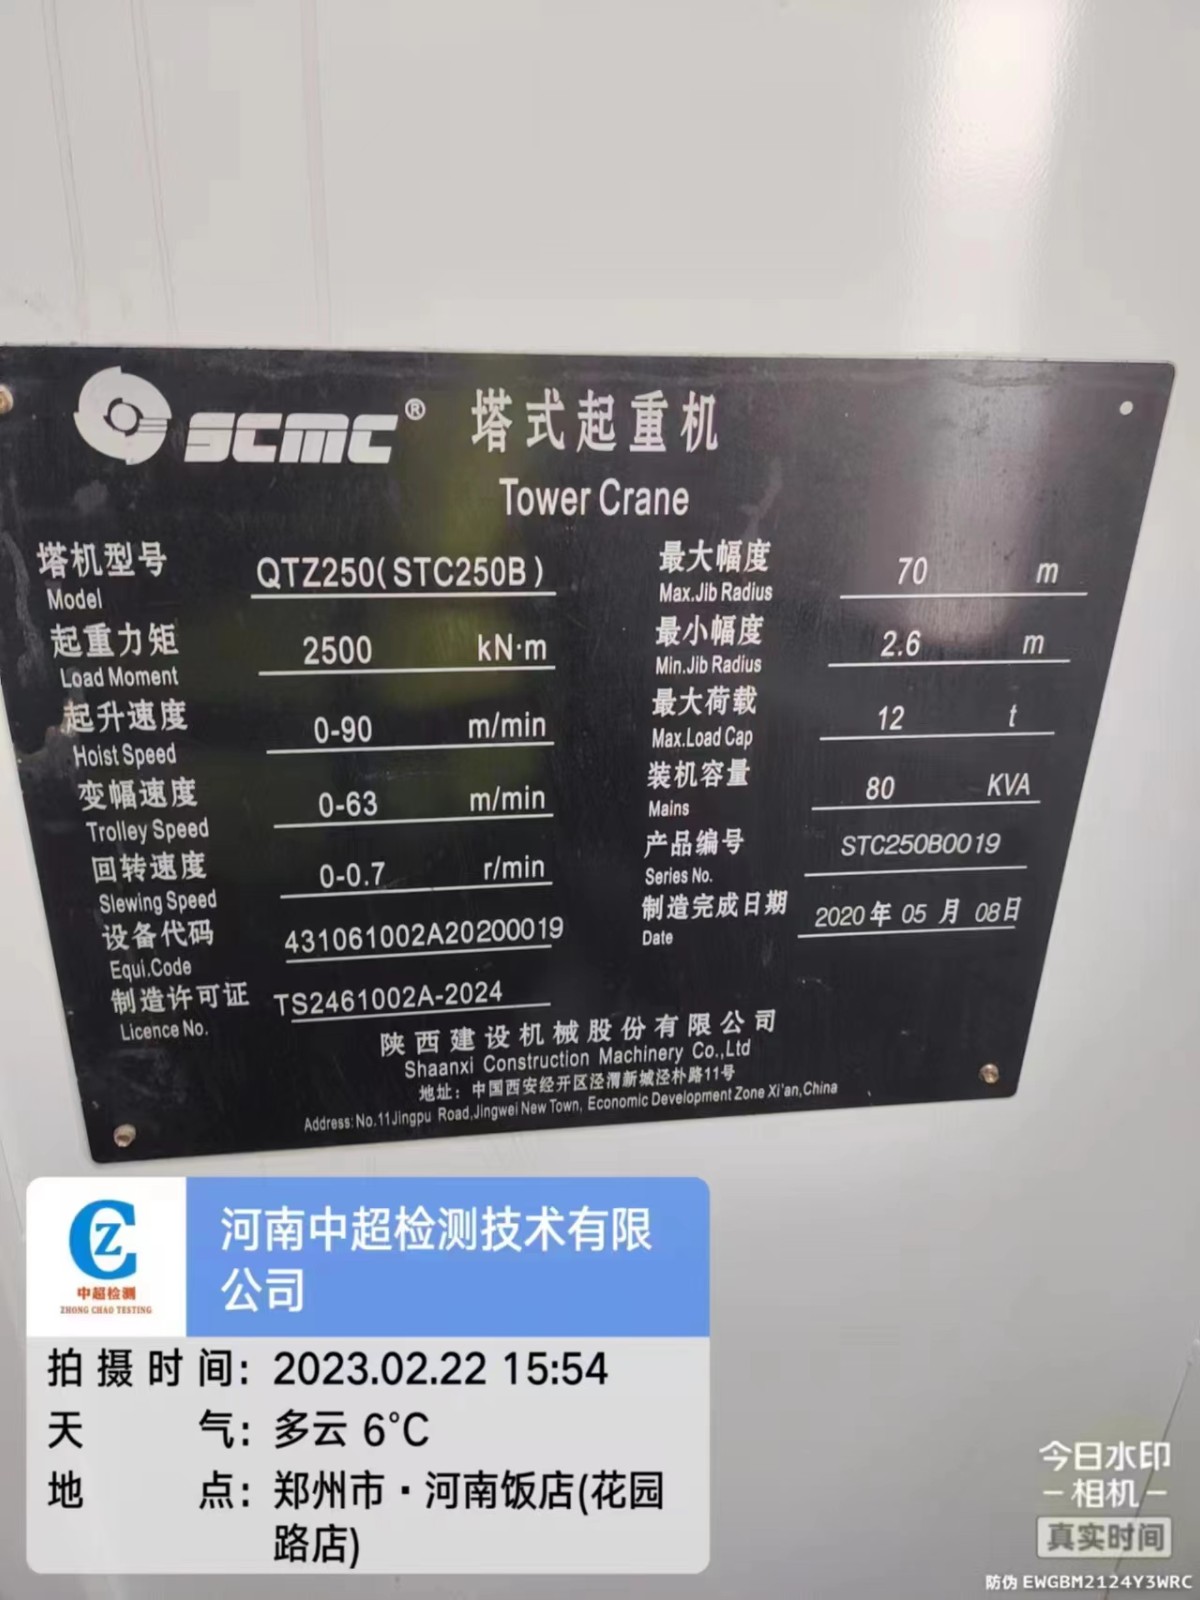 SCMC® 塔式起重机
Tower Crane
塔机型号 QTZ250(STC250B)
Model
起重力矩 2500 kN·m
Load Moment
起升速度 0-90 m/min
Hoist Speed
变幅速度 0-63 m/min
Trolley Speed
回转速度 0-0.7 r/min
Slewing Speed
设备代码 431061002A20200019
Equi.Code
制造许可证 TS2461002A-2024
Licence No.
最大幅度 70 m
Max.Jib Radius
最小幅度 2.6 m
Min.Jib Radius
最大荷载 12 t
Max.Load Cap
装机容量 80 KVA
Mains
产品编号 STC250B0019
Series No.
制造完成日期 2020年 05 月 08日
Date
陕西建设机械股份有限公司
Shaanxi Construction Machinery Co.,Ltd
地址：中国西安经开区泾渭新城泾朴路11号
Address:No.11Jingpu Road,Jingwei New Town, Economic Development Zone Xi'an,China
CZ
中超检测
ZHONG CHAO TESTING
河南中超检测技术有限
公司
拍摄时间：2023.02.22 15:54
天气：多云 6°C
地点：郑州市·河南饭店(花园
路店)
今日水印
-相机-
真实时间
防伪 EWGBM2124Y3WRC